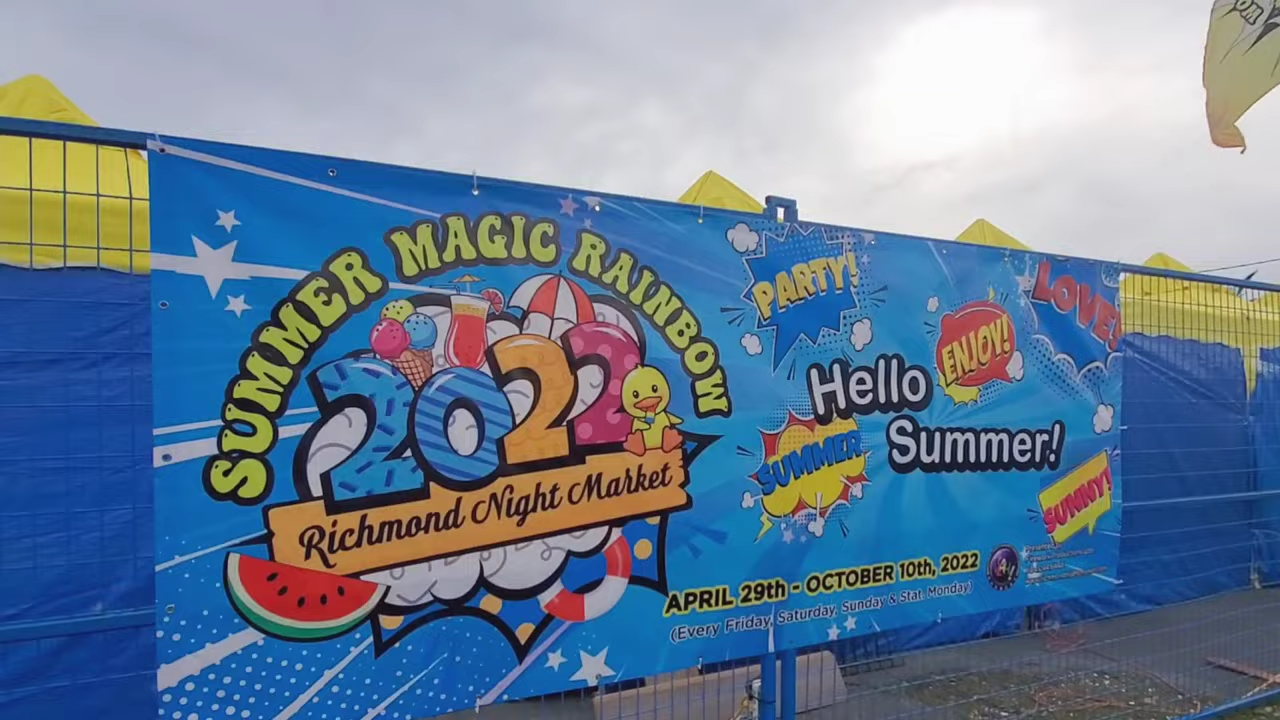 SUMMER MAGIC RAINBOW
2022
Richmond Night Market
PARTY!
LOVE!
ENJOY!
Hello
Summer!
SUMMER
SUNNY!
APRIL 29th - OCTOBER 10th, 2022
(Every Friday, Saturday, Sunday & Stat. Monday)